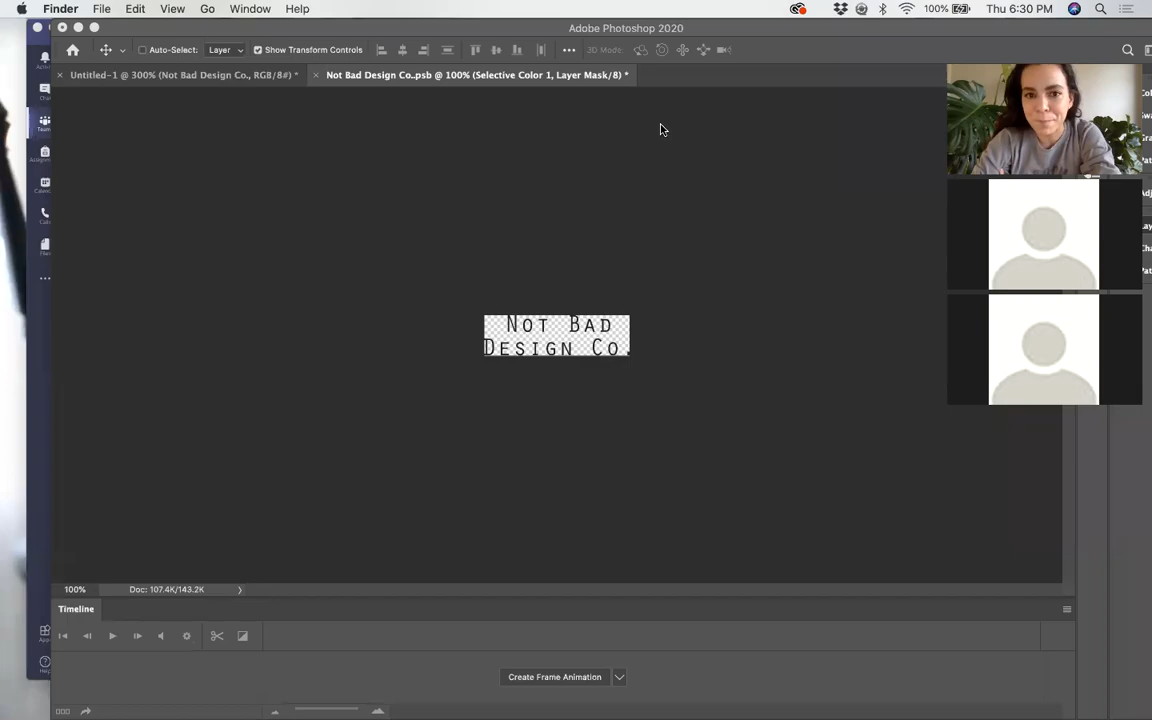 Finder File Edit View Go Window Help 100% Thu 6:30 PM
Adobe Photoshop 2020
Auto-Select: Layer Show Transform Controls 3D Mode:
Untitled-1 @ 300% (Not Bad Design Co., RGB/8#) * Not Bad Design Co.psb @ 100% (Selective Color 1, Layer Mask/8) *
Not Bad
Design Co.
100% Doc: 107.4K/143.2K
Timeline
Create Frame Animation